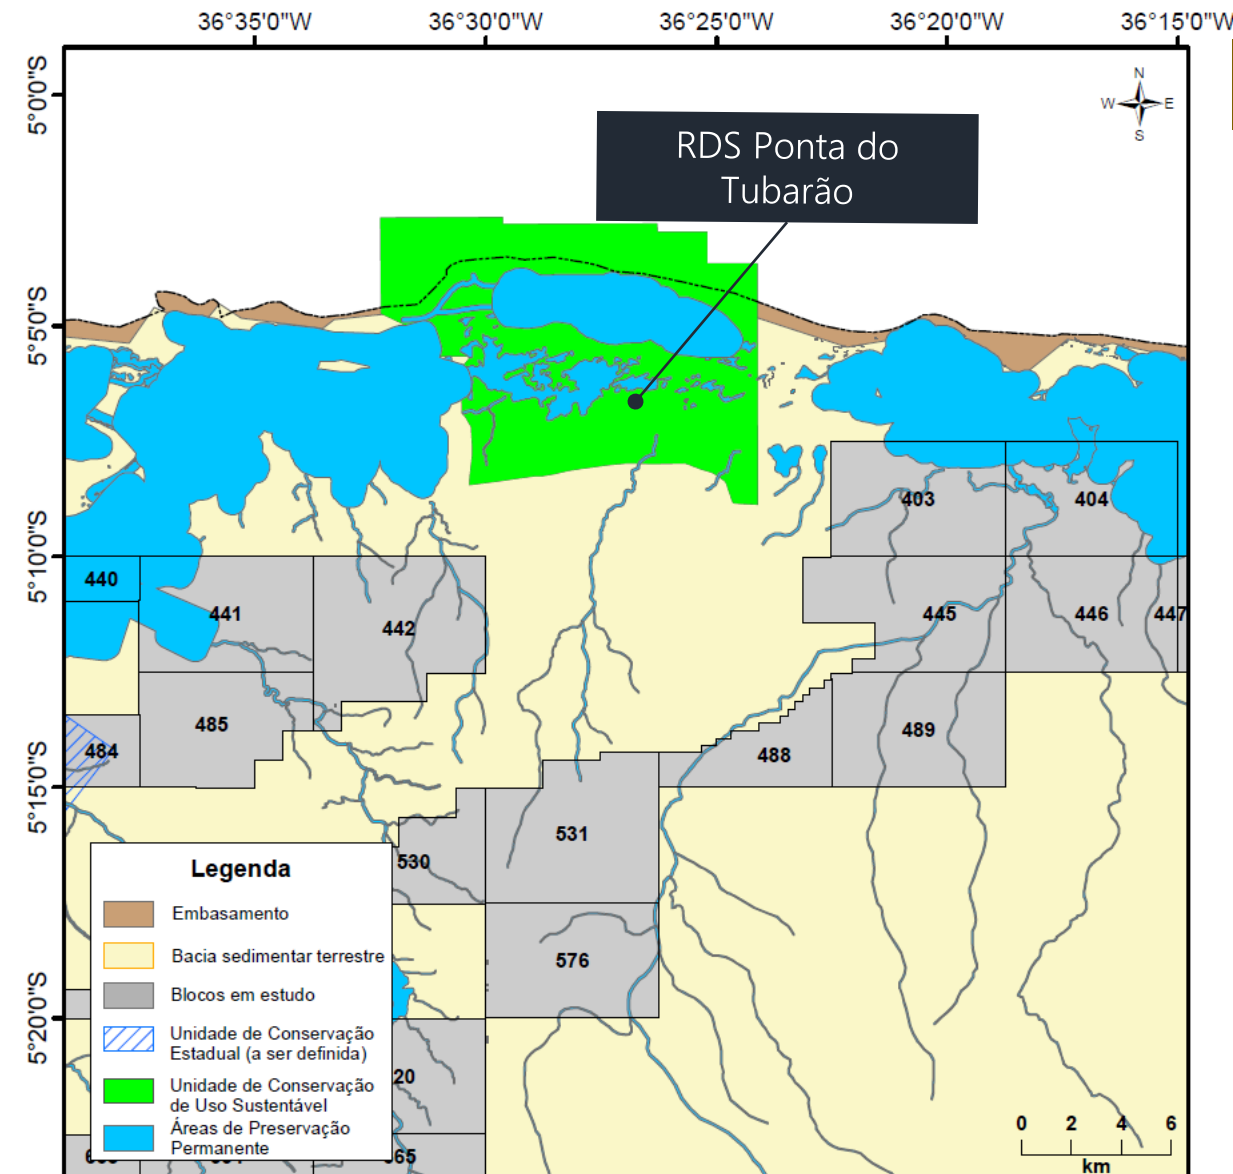 36°35'0"W 36°30'0"W 36°25'0"W 36°20'0"W 36°15'0"W
5°0'0"S
N
W E
S
RDS Ponta do
Tubarão
5°5'0"S
403 404
5°10'0"S
440
441 442 445 446 447
485 489
484 488
5°15'0"S
531
530
Legenda
Embasamento
Bacia sedimentar terrestre
576
Blocos em estudo
5°20'0"S
Unidade de Conservação
Estadual (a ser definida)
20
Unidade de Conservação
de Uso Sustentável
Áreas de Preservação
Permanente
65
0 2 4 6
km